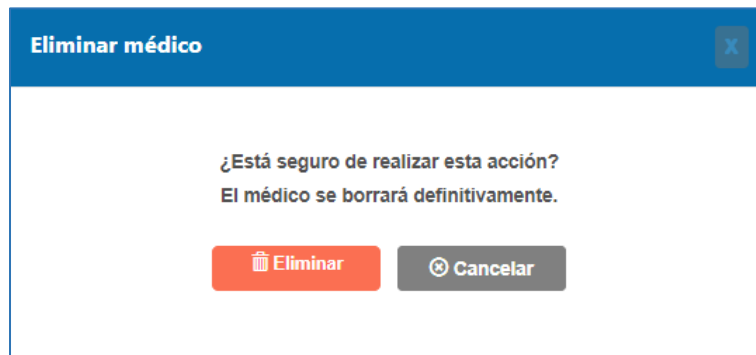 Eliminar médico
X
¿Está seguro de realizar esta acción?
El médico se borrará definitivamente.
Eliminar
Cancelar